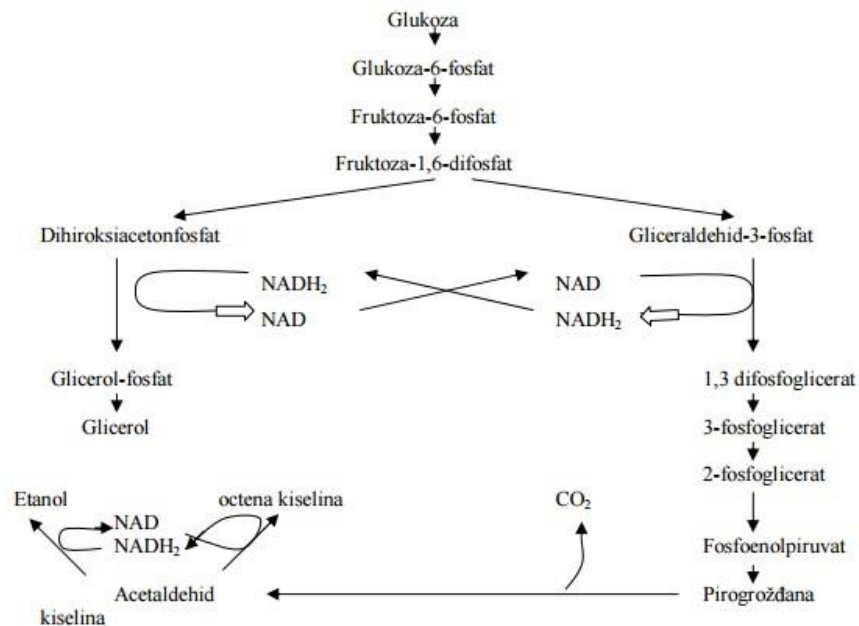 Glukoza
Glukoza-6-fosfat
Fruktoza-6-fosfat
Fruktoza-1,6-difosfat
Dihiroksiacetonfosfat
Gliceraldehid-3-fosfat
NADH₂
NAD
NAD
NADH₂
Glicerol-fosfat
1,3 difosfoglicerat
Glicerol
3-fosfoglicerat
2-fosfoglicerat
Etanol
octena kiselina
CO₂
NAD
NADH₂
Fosfoenolpiruvat
Acetaldehid
Pirogrožđana
kiselina